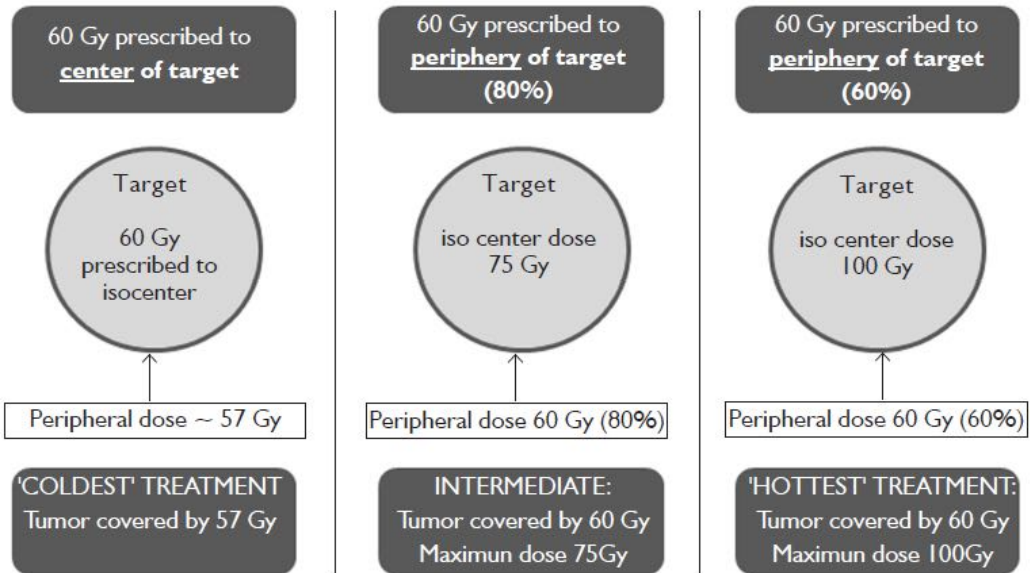 60 Gy prescribed to
center of target
Target
60 Gy
prescribed to
isocenter
Peripheral dose ~ 57 Gy
'COLDEST' TREATMENT
Tumor covered by 57 Gy
60 Gy prescribed to
periphery of target
(80%)
Target
iso center dose
75 Gy
Peripheral dose 60 Gy (80%)
INTERMEDIATE:
Tumor covered by 60 Gy
Maximun dose 75Gy
60 Gy prescribed to
periphery of target
(60%)
Target
iso center dose
100 Gy
Peripheral dose 60 Gy (60%)
'HOTTEST' TREATMENT:
Tumor covered by 60 Gy
Maximun dose 100Gy